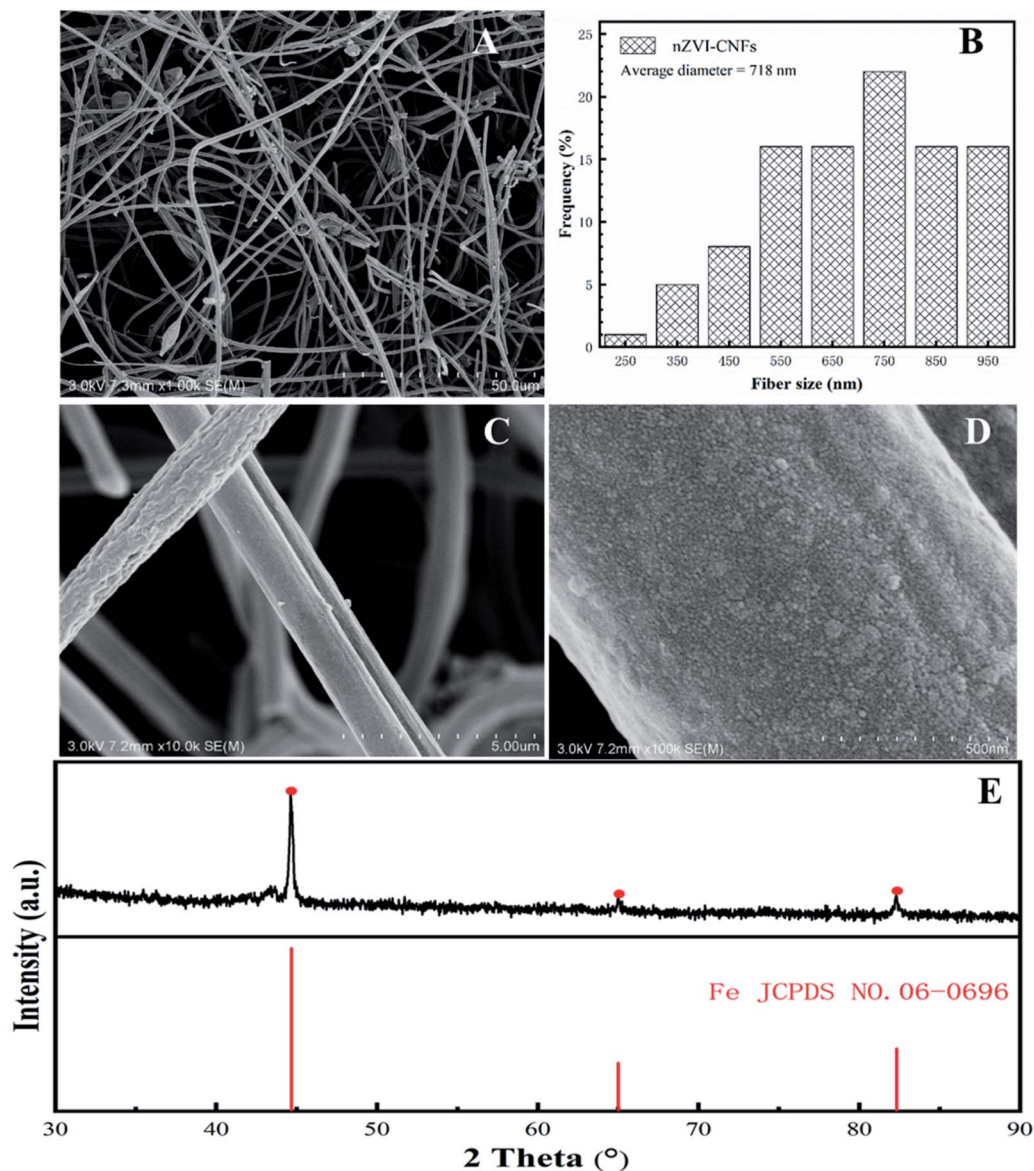 A
3.0kV 7.3mm x1.00k SE(M)
50.0um
B
nZVI-CNFs
Average diameter = 718 nm
Frequency (%)
25
20
15
10
5
0
250 350 450 550 650 750 850 950
Fiber size (nm)
C
3.0kV 7.2mm x10.0k SE(M)
5.00um
D
3.0kV 7.2mm x100k SE(M)
500nm
E
Intensity (a.u.)
Fe JCPDS NO. 06-0696
30 40 50 60 70 80 90
2 Theta (°)